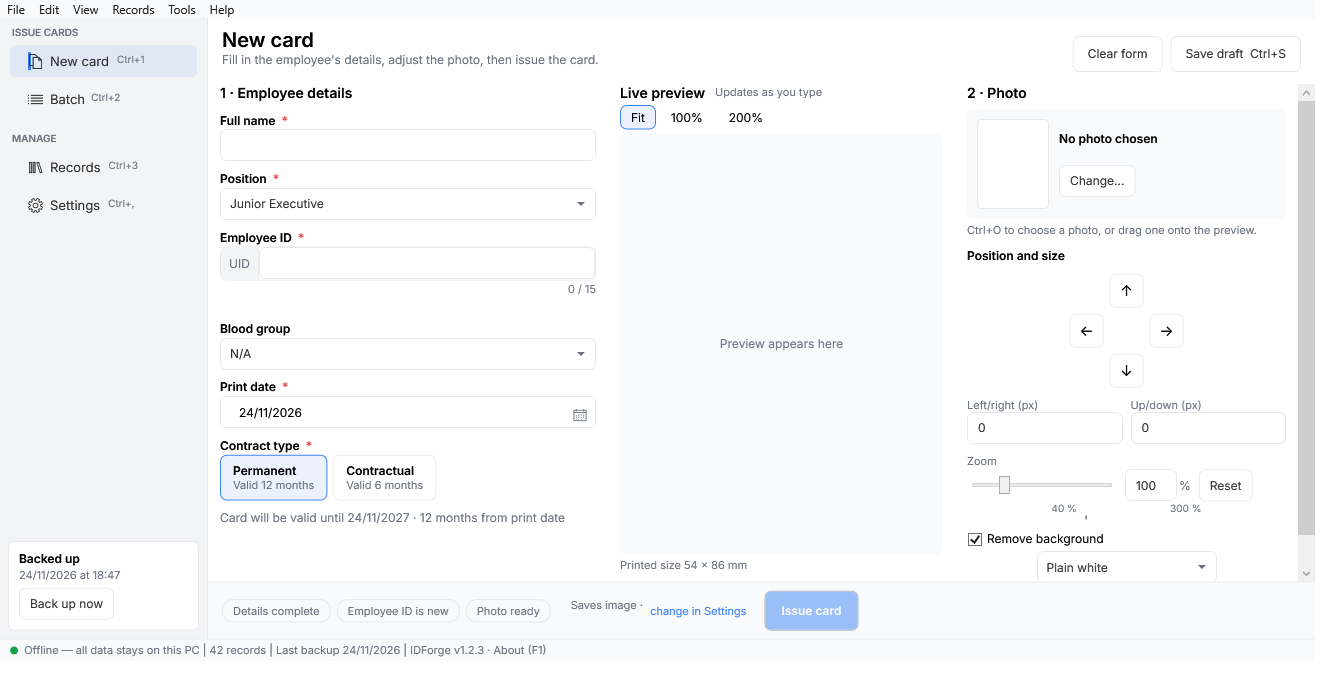 File Edit View Records Tools Help
ISSUE CARDS
New card Ctrl+1
Batch Ctrl+2
MANAGE
Records Ctrl+3
Settings Ctrl+,
Backed up
24/11/2026 at 18:47
Back up now
New card
Fill in the employee's details, adjust the photo, then issue the card.
Clear form
Save draft Ctrl+S
1 · Employee details
Full name *
Position *
Junior Executive
Employee ID *
UID
0 / 15
Blood group
N/A
Print date *
24/11/2026
Contract type *
Permanent
Valid 12 months
Contractual
Valid 6 months
Card will be valid until 24/11/2027 · 12 months from print date
Live preview Updates as you type
Fit 100% 200%
Preview appears here
Printed size 54 × 86 mm
2 · Photo
No photo chosen
Change...
Ctrl+O to choose a photo, or drag one onto the preview.
Position and size
↑
← →
↓
Left/right (px) Up/down (px)
0 0
Zoom
100 % Reset
40 % 300 %
Remove background
Plain white
Details complete Employee ID is new Photo ready Saves image · change in Settings Issue card
Offline — all data stays on this PC | 42 records | Last backup 24/11/2026 | IDForge v1.2.3 · About (F1)